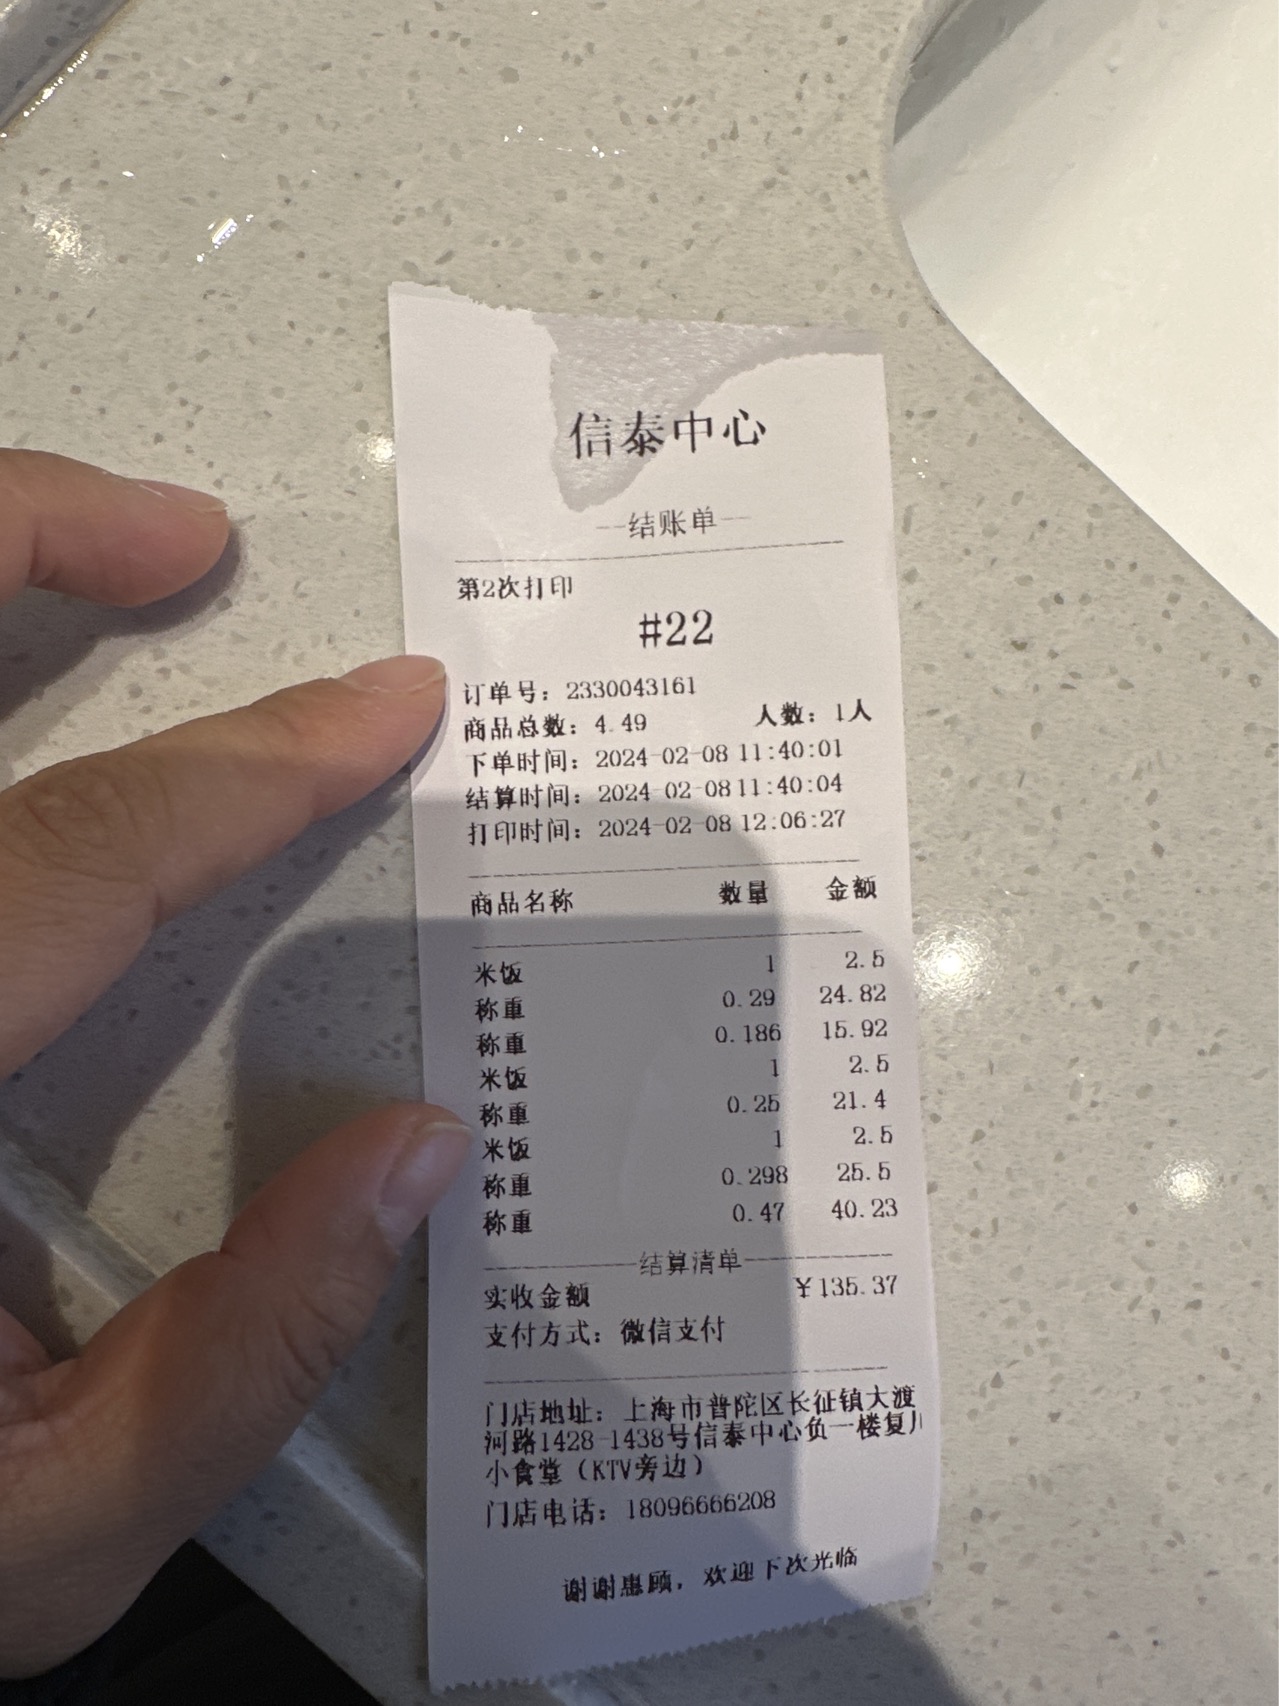 信泰中心
—结账单—
第2次打印
#22
订单号：2330043161
商品总数：4.49 人数：1人
下单时间：2024-02-08 11:40:01
结算时间：2024-02-08 11:40:04
打印时间：2024-02-08 12:06:27
商品名称 数量 金额
米饭 1 2.5
称重 0.29 24.82
称重 0.186 15.92
米饭 1 2.5
称重 0.25 21.4
米饭 1 2.5
称重 0.298 25.5
称重 0.47 40.23
结算清单
实收金额 ¥135.37
支付方式：微信支付
门店地址：上海市普陀区长征镇大渡
河路1428-1438号信泰中心负一楼复
小食堂（KTV旁边）
门店电话：18096666208
谢谢惠顾，欢迎下次光临